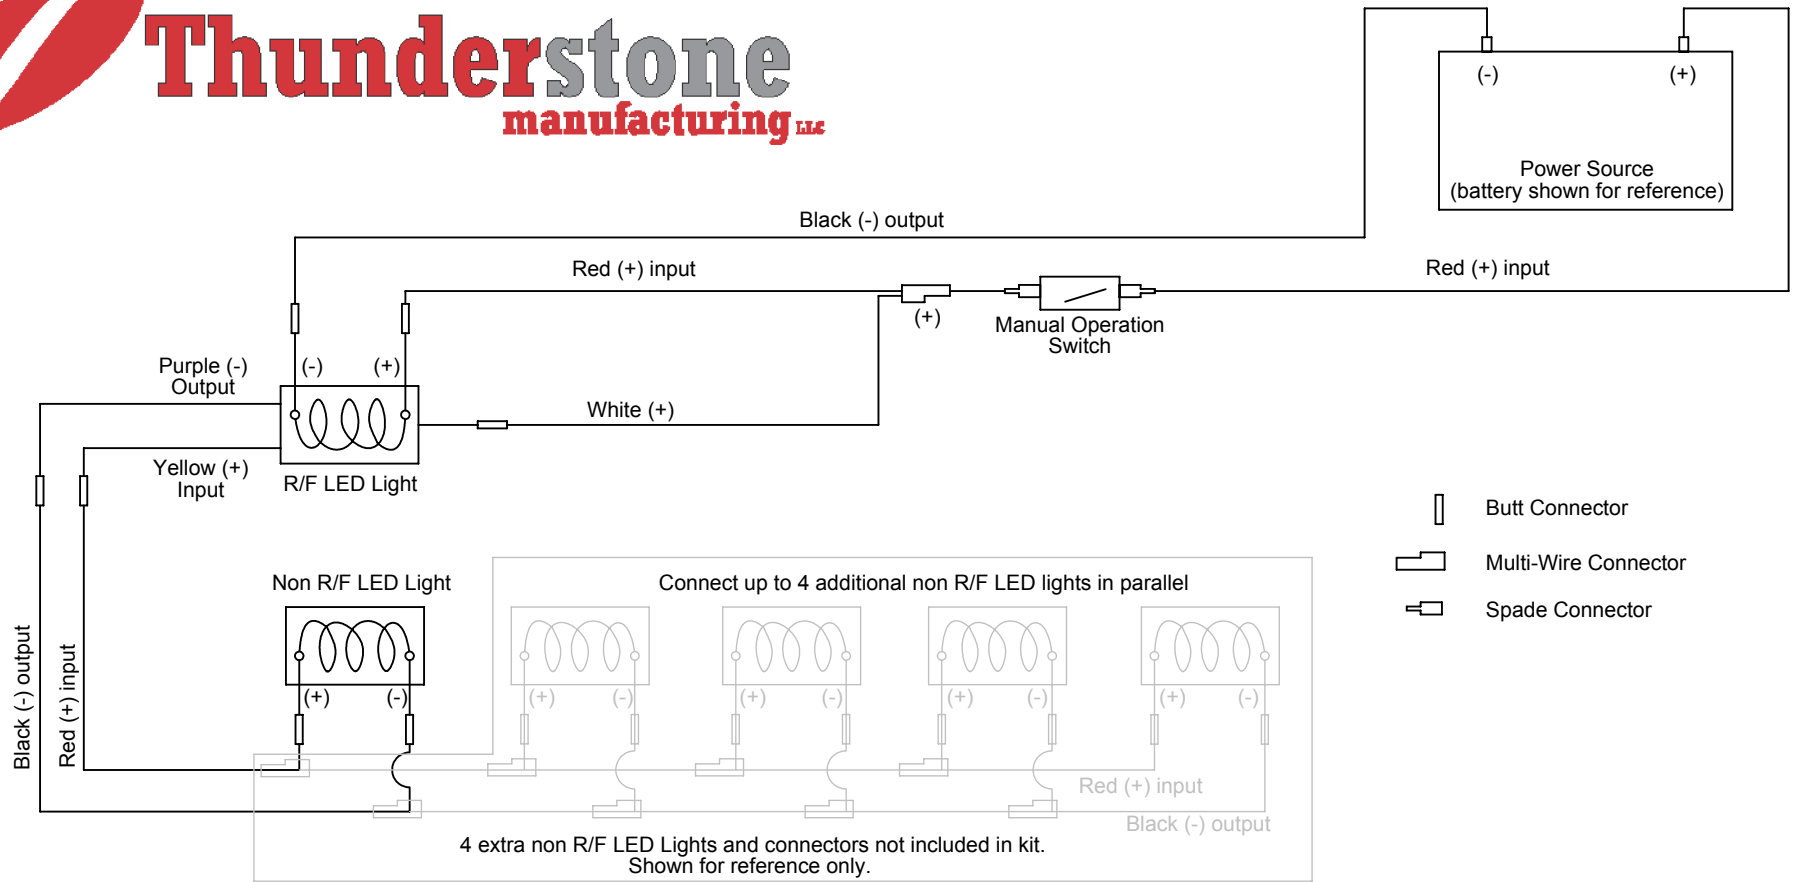 Thunderstone
manufacturing LLC
(-)
(+)
Power Source
(battery shown for reference)
Black (-) output
Red (+) input
Red (+) input
(+)
Manual Operation
Switch
Purple (-)
Output
(-)
(+)
White (+)
Yellow (+)
Input
R/F LED Light
Butt Connector
Multi-Wire Connector
Spade Connector
Non R/F LED Light
Connect up to 4 additional non R/F LED lights in parallel
Black (-) output
Red (+) input
(+)
(-)
(+)
(-)
(+)
(-)
(+)
(-)
(+)
(-)
Red (+) input
Black (-) output
4 extra non R/F LED Lights and connectors not included in kit.
Shown for reference only.